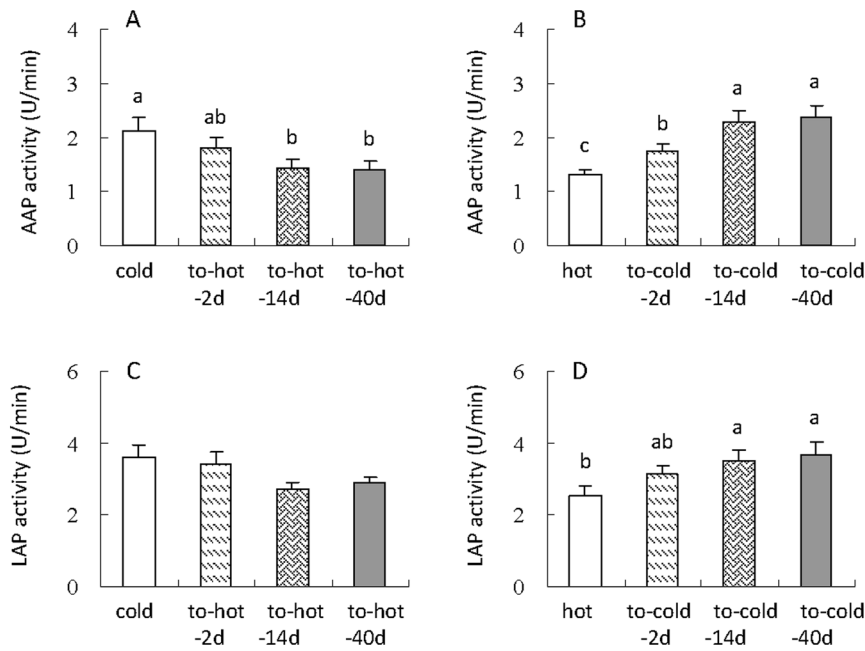 A
AAP activity (U/min)
4
3
2
1
0
a
ab
b
b
cold
to-hot
to-hot
to-hot
-2d
-14d
-40d
B
AAP activity (U/min)
4
3
2
1
0
c
b
a
a
hot
to-cold
to-cold
to-cold
-2d
-14d
-40d
C
LAP activity (U/min)
6
4
2
0
cold
to-hot
to-hot
to-hot
-2d
-14d
-40d
D
LAP activity (U/min)
6
4
2
0
b
ab
a
a
hot
to-cold
to-cold
to-cold
-2d
-14d
-40d